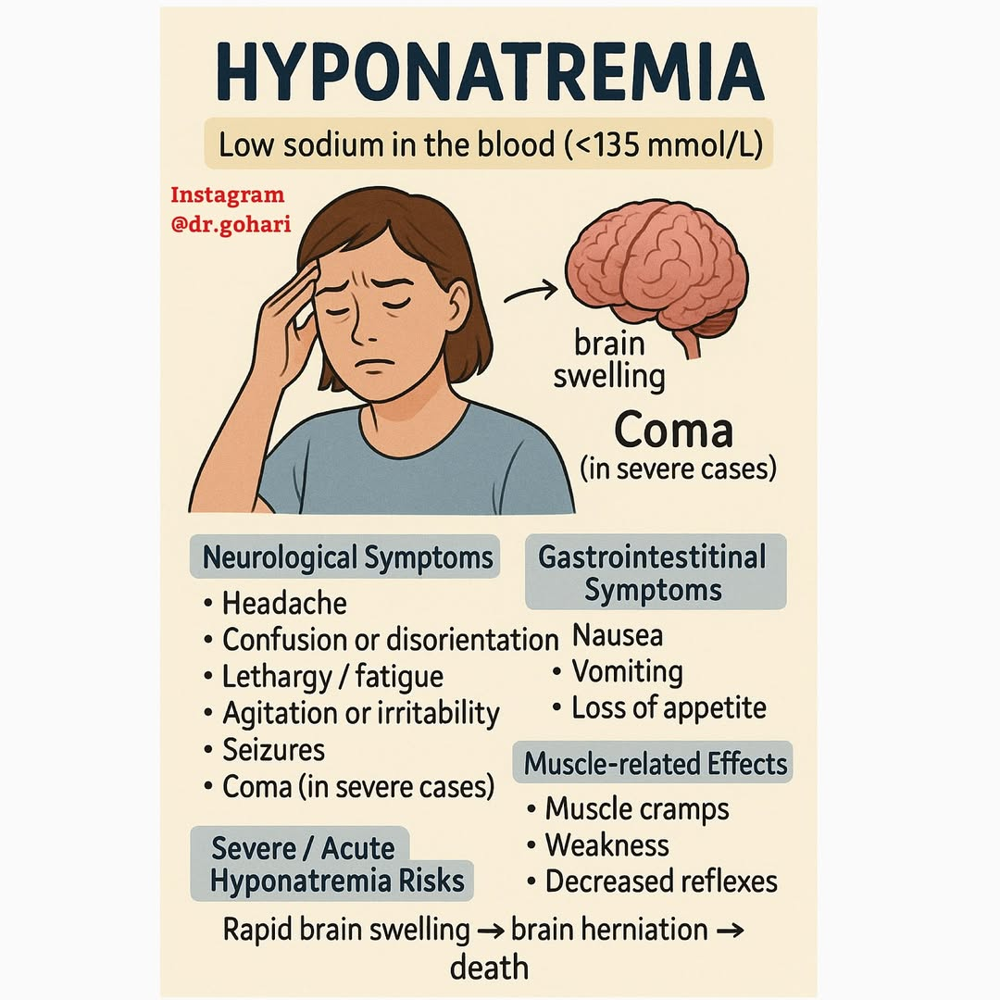 HYPONATREMIA
Low sodium in the blood (<135 mmol/L)
Instagram
@dr.gohari
brain
swelling
Coma
(in severe cases)
Neurological Symptoms
• Headache
• Confusion or disorientation
• Lethargy / fatigue
• Agitation or irritability
• Seizures
• Coma (in severe cases)
Gastrointestitinal
Symptoms
Nausea
• Vomiting
• Loss of appetite
Muscle-related Effects
• Muscle cramps
• Weakness
• Decreased reflexes
Severe / Acute
Hyponatremia Risks
Rapid brain swelling → brain herniation →
death